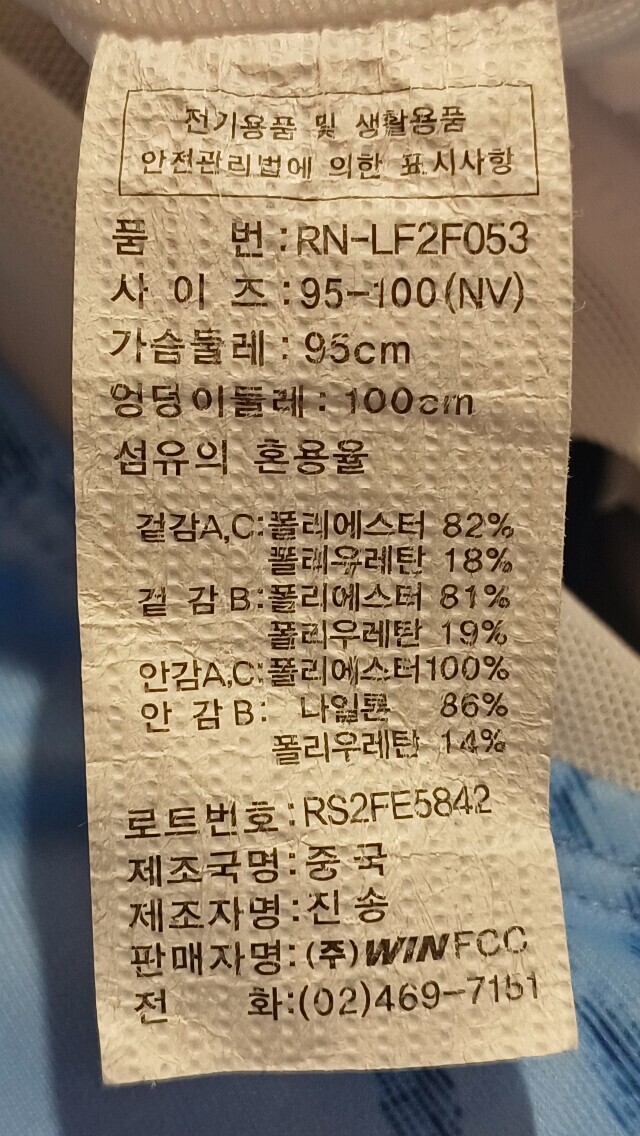 전기용품 및 생활용품
안전관리법에 의한 표시사항
품 번 : RN-LF2F053
사 이 즈 : 95-100(NV)
가슴둘레 : 95cm
엉덩이둘레 : 100cm
섬유의 혼용율
겉감A,C:폴리에스터 82%
폴리우레탄 18%
겉 감 B:폴리에스터 81%
폴리우레탄 19%
안감A,C:폴리에스터100%
안 감 B: 나일론 86%
폴리우레탄 14%
로트번호:RS2FE5842
제조국명:중 국
제조자명:진 송
판매자명:(주)WINFCC
전 화:(02)469-7151